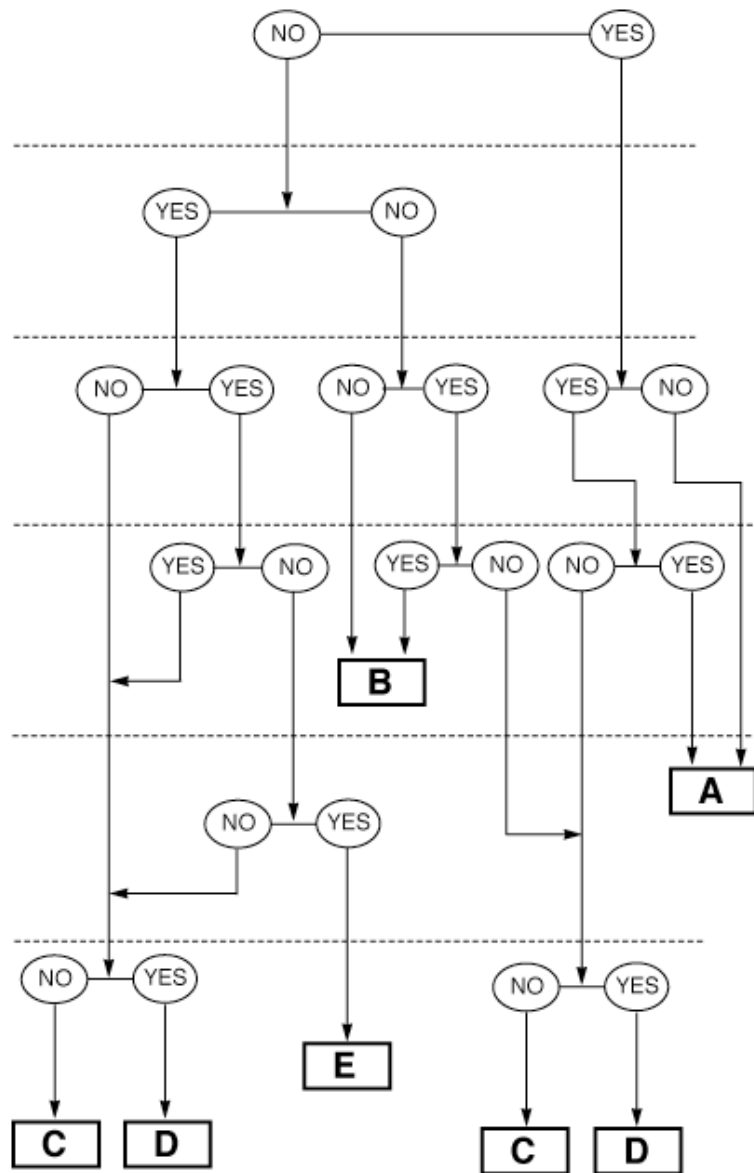 NO YES
YES NO
NO YES NO YES YES NO
YES NO YES NO NO YES
B
A
NO YES
NO YES NO YES
E
C D C D